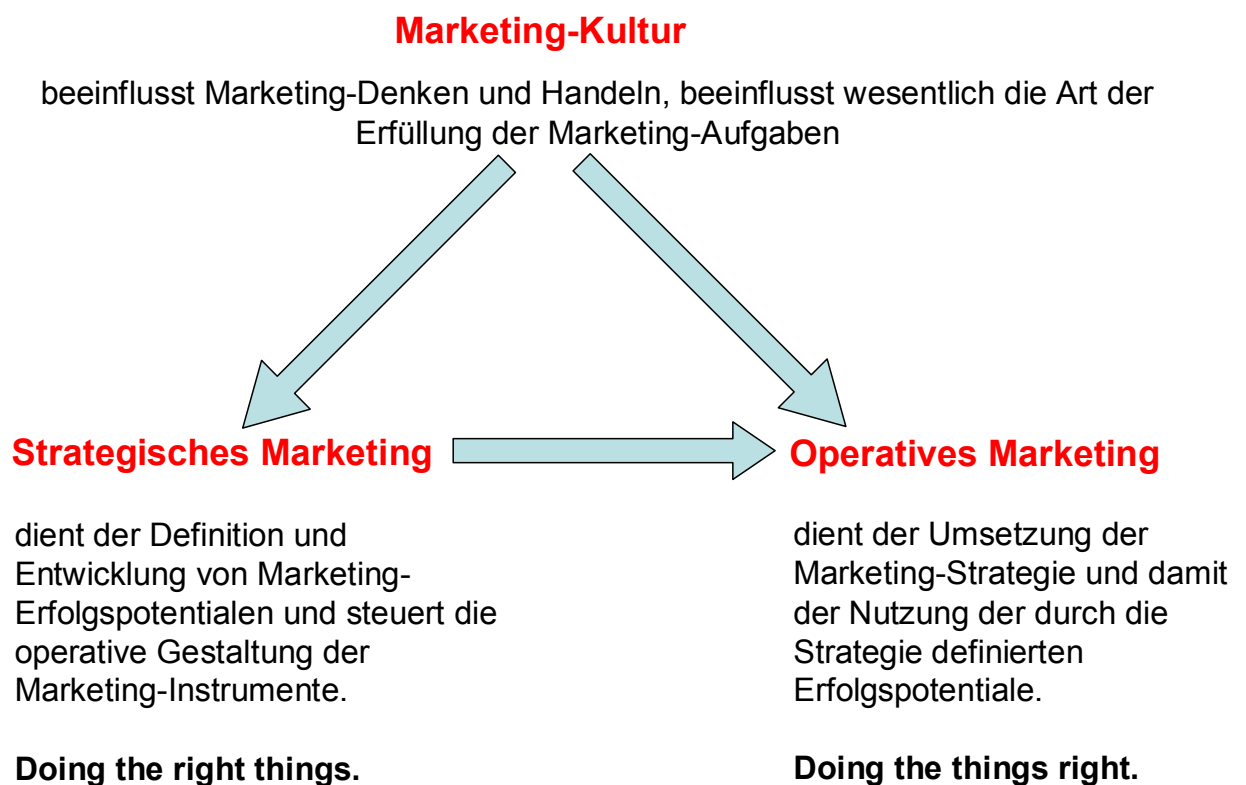 Marketing-Kultur
beeinflusst Marketing-Denken und Handeln, beeinflusst wesentlich die Art der
Erfüllung der Marketing-Aufgaben
Strategisches Marketing
dient der Definition und
Entwicklung von Marketing-
Erfolgspotentialen und steuert die
operative Gestaltung der
Marketing-Instrumente.
Doing the right things.
Operatives Marketing
dient der Umsetzung der
Marketing-Strategie und damit
der Nutzung der durch die
Strategie definierten
Erfolgspotentiale.
Doing the things right.